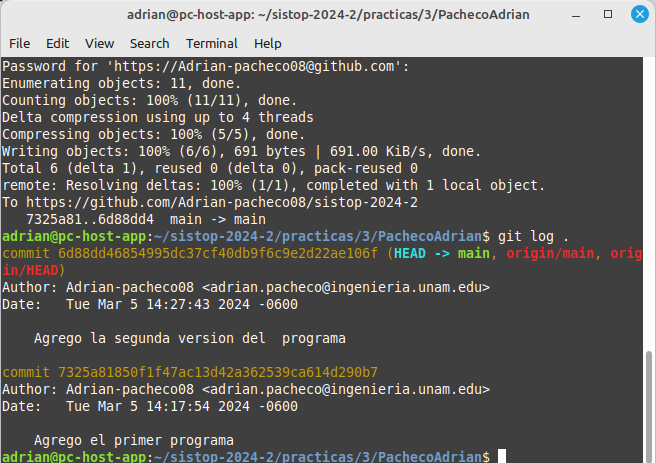 adrian@pc-host-app: ~/sistop-2024-2/practicas/3/PachecoAdrian
File Edit View Search Terminal Help
Password for 'https://Adrian-pacheco08@github.com':
Enumerating objects: 11, done.
Counting objects: 100% (11/11), done.
Delta compression using up to 4 threads
Compressing objects: 100% (5/5), done.
Writing objects: 100% (6/6), 691 bytes | 691.00 KiB/s, done.
Total 6 (delta 1), reused 0 (delta 0), pack-reused 0
remote: Resolving deltas: 100% (1/1), completed with 1 local object.
To https://github.com/Adrian-pacheco08/sistop-2024-2
   7325a81..6d88dd4  main -> main
adrian@pc-host-app:~/sistop-2024-2/practicas/3/PachecoAdrian$ git log .
commit 6d88dd46854995dc37cf40db9f6c9e2d22ae106f (HEAD -> main, origin/main, orig
in/HEAD)
Author: Adrian-pacheco08 <adrian.pacheco@ingenieria.unam.edu>
Date:   Tue Mar 5 14:27:43 2024 -0600
    Agrego la segunda version del  programa
commit 7325a81850f1f47ac13d42a362539ca614d290b7
Author: Adrian-pacheco08 <adrian.pacheco@ingenieria.unam.edu>
Date:   Tue Mar 5 14:17:54 2024 -0600
    Agrego el primer programa
adrian@pc-host-app:~/sistop-2024-2/practicas/3/PachecoAdrian$